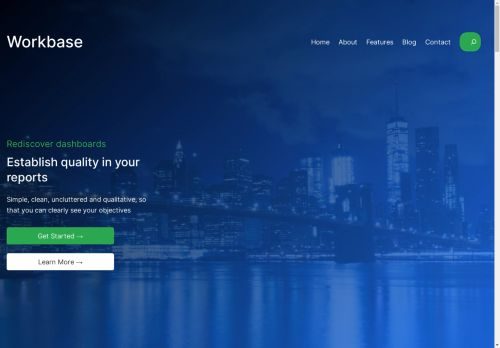 Workbase
Home About Features Blog Contact
Rediscover dashboards
Establish quality in your
reports
Simple, clean, uncluttered and qualitative, so
that you can clearly see your objectives
Get Started →
Learn More →